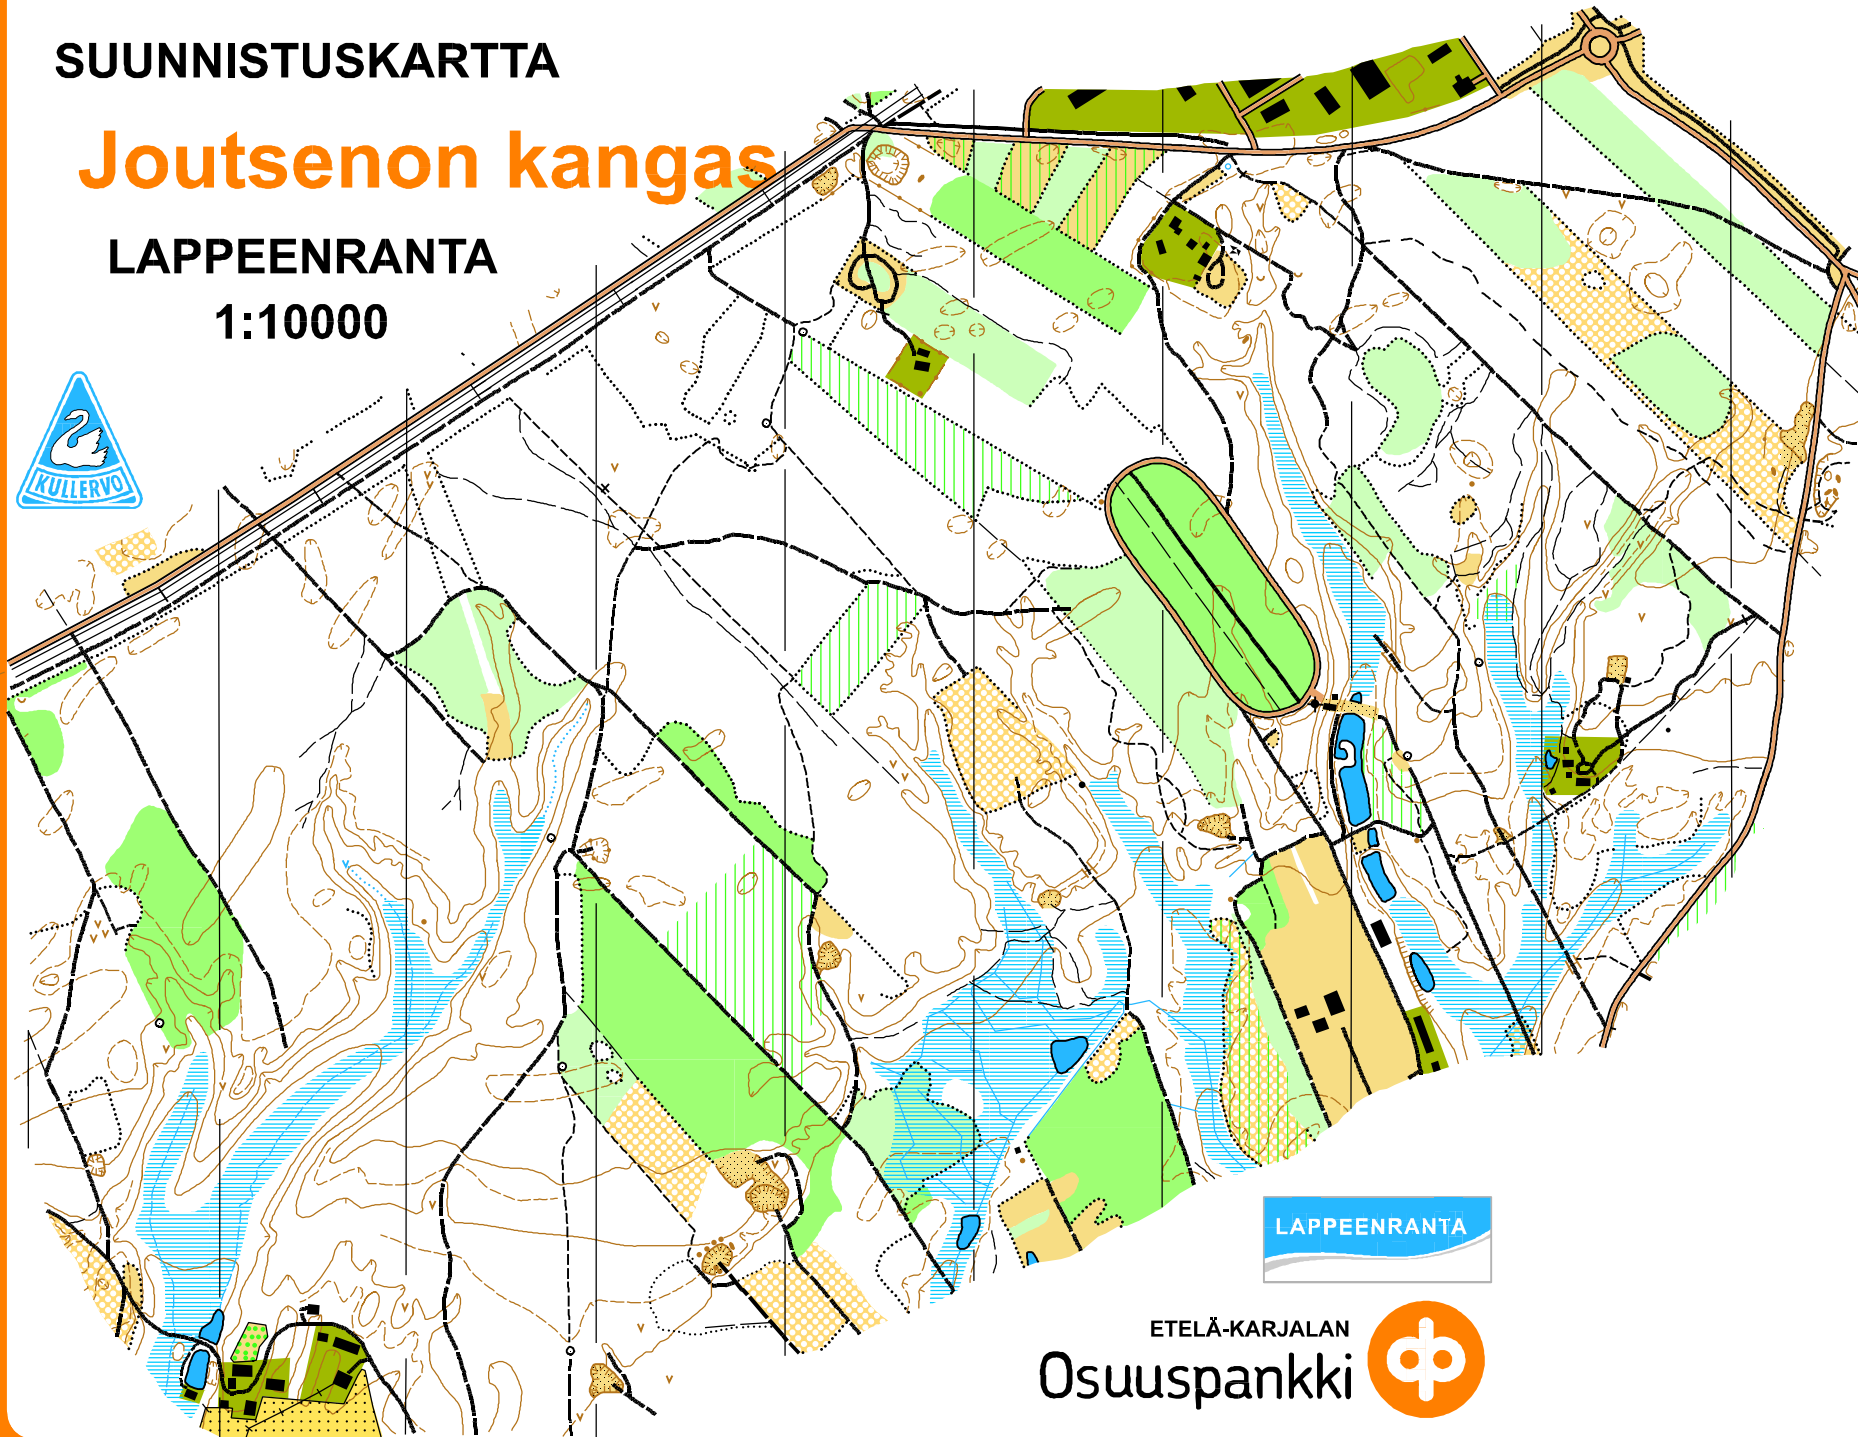 SUUNNISTUSKARTTA
Joutsenon kangas
LAPPEENRANTA
1:10000
KULLERVO
LAPPEENRANTA
ETELÄ-KARJALAN
Osuuspankki